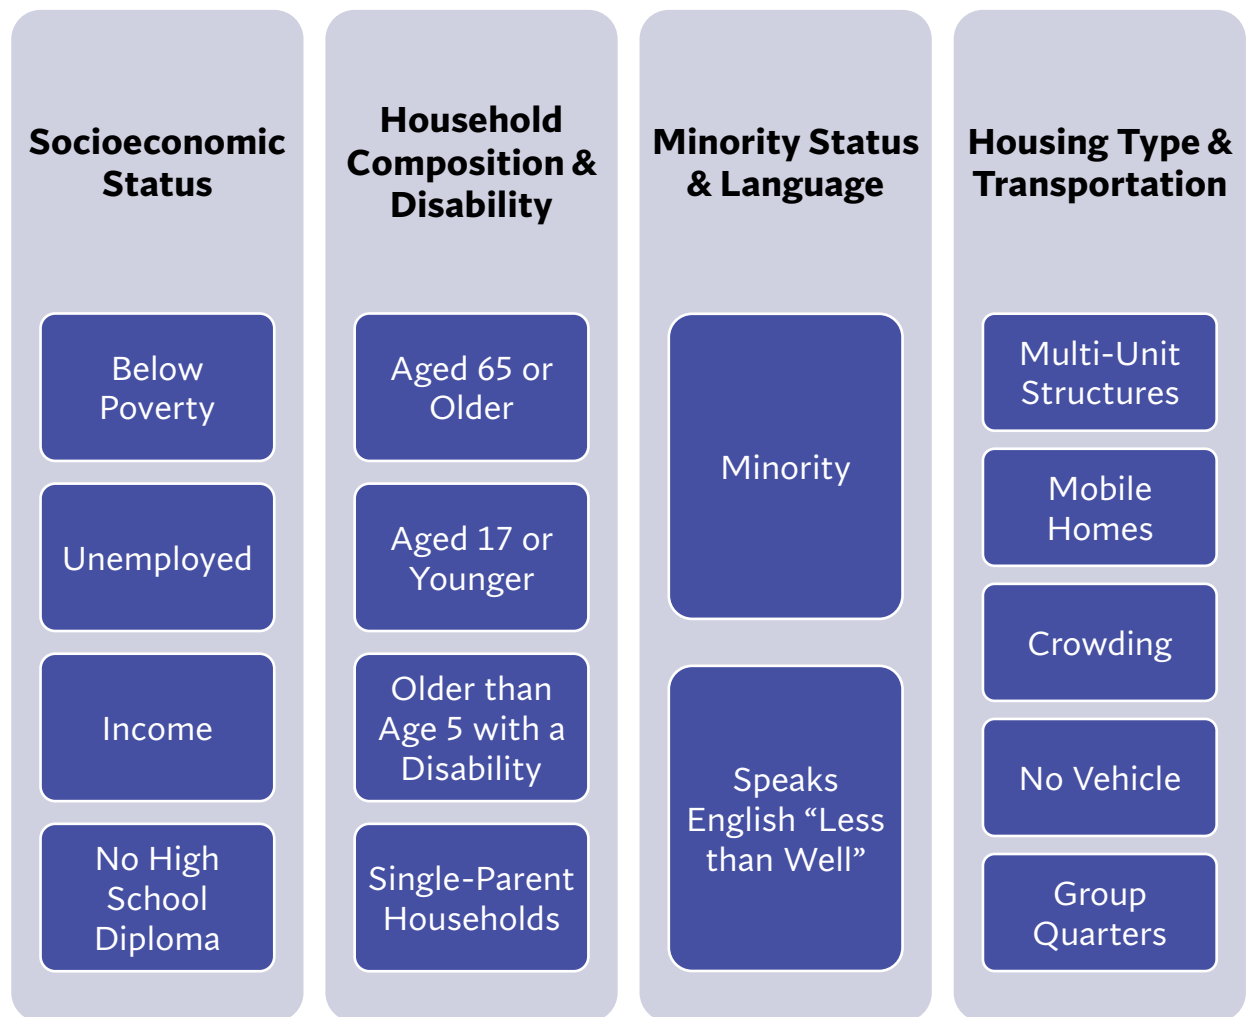 Socioeconomic
Status
Below
Poverty
Unemployed
Income
No High
School
Diploma
Household
Composition &
Disability
Aged 65 or
Older
Aged 17 or
Younger
Older than
Age 5 with a
Disability
Single-Parent
Households
Minority Status
& Language
Minority
Speaks
English “Less
than Well”
Housing Type &
Transportation
Multi-Unit
Structures
Mobile
Homes
Crowding
No Vehicle
Group
Quarters